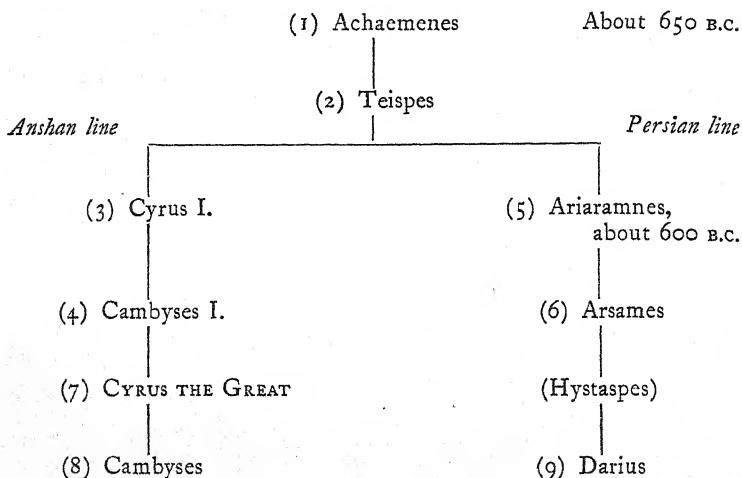 (1) Achaemenes About 650 B.C.
(2) Teispes
Anshan line Persian line
(3) Cyrus I. (5) Ariaramnes,
about 600 B.C.
(4) Cambyses I. (6) Arsames
(7) CYRUS THE GREAT (Hystaspes)
(8) Cambyses (9) Darius